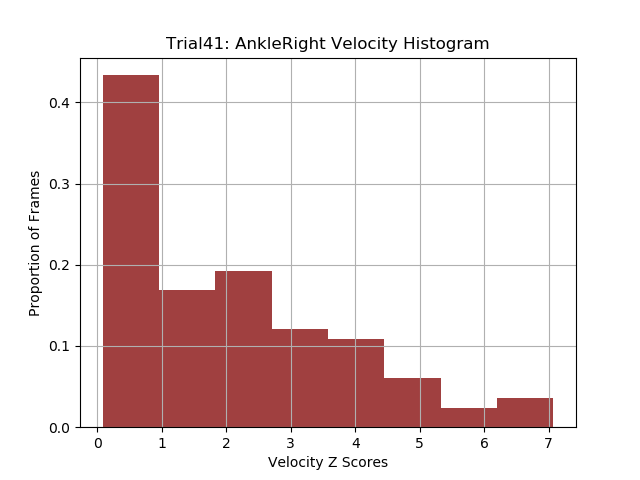 Trial41: AnkleRight Velocity Histogram
0.4
0.3
0.2
0.1
0.0
Proportion of Frames
0 1 2 3 4 5 6 7
Velocity Z Scores